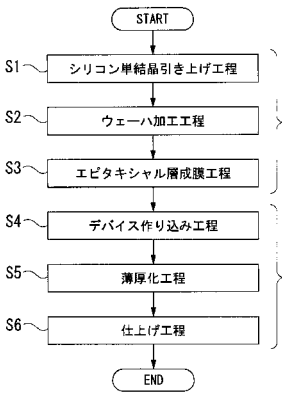 START
S1 シリコン単結晶引き上げ工程
S2 ウェーハ加工工程
S3 エピタキシャル層成膜工程
S4 デバイス作り込み工程
S5 薄厚化工程
S6 仕上げ工程
END